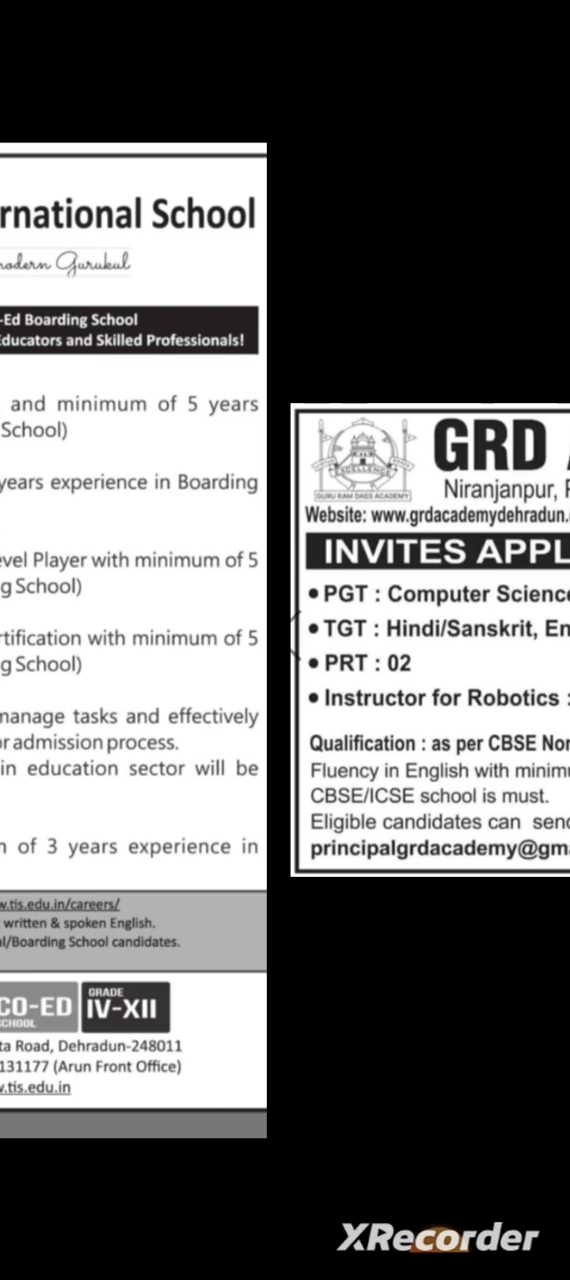 rnational School
modern Gurukul
-Ed Boarding School
Educators and Skilled Professionals!
and minimum of 5 years
School)
years experience in Boarding
evel Player with minimum of 5
g School)
rtification with minimum of 5
g School)
manage tasks and effectively
or admission process.
in education sector will be
of 3 years experience in
w.tis.edu.in/careers/
written & spoken English.
al/Boarding School candidates.
CO-ED
SCHOOL
GRADE
IV-XII
ta Road, Dehradun-248011
131177 (Arun Front Office)
w.tis.edu.in
EXCELLENCE
GURU RAM DASS ACADEMY
GRD
Niranjanpur,
Website: www.grdacademydehradun.
INVITES APPL
• PGT : Computer Science
• TGT : Hindi/Sanskrit, En
• PRT : 02
• Instructor for Robotics :
Qualification : as per CBSE Nor
Fluency in English with minimu
CBSE/ICSE school is must.
Eligible candidates can send
principalgrdacademy@gma
XRecorder